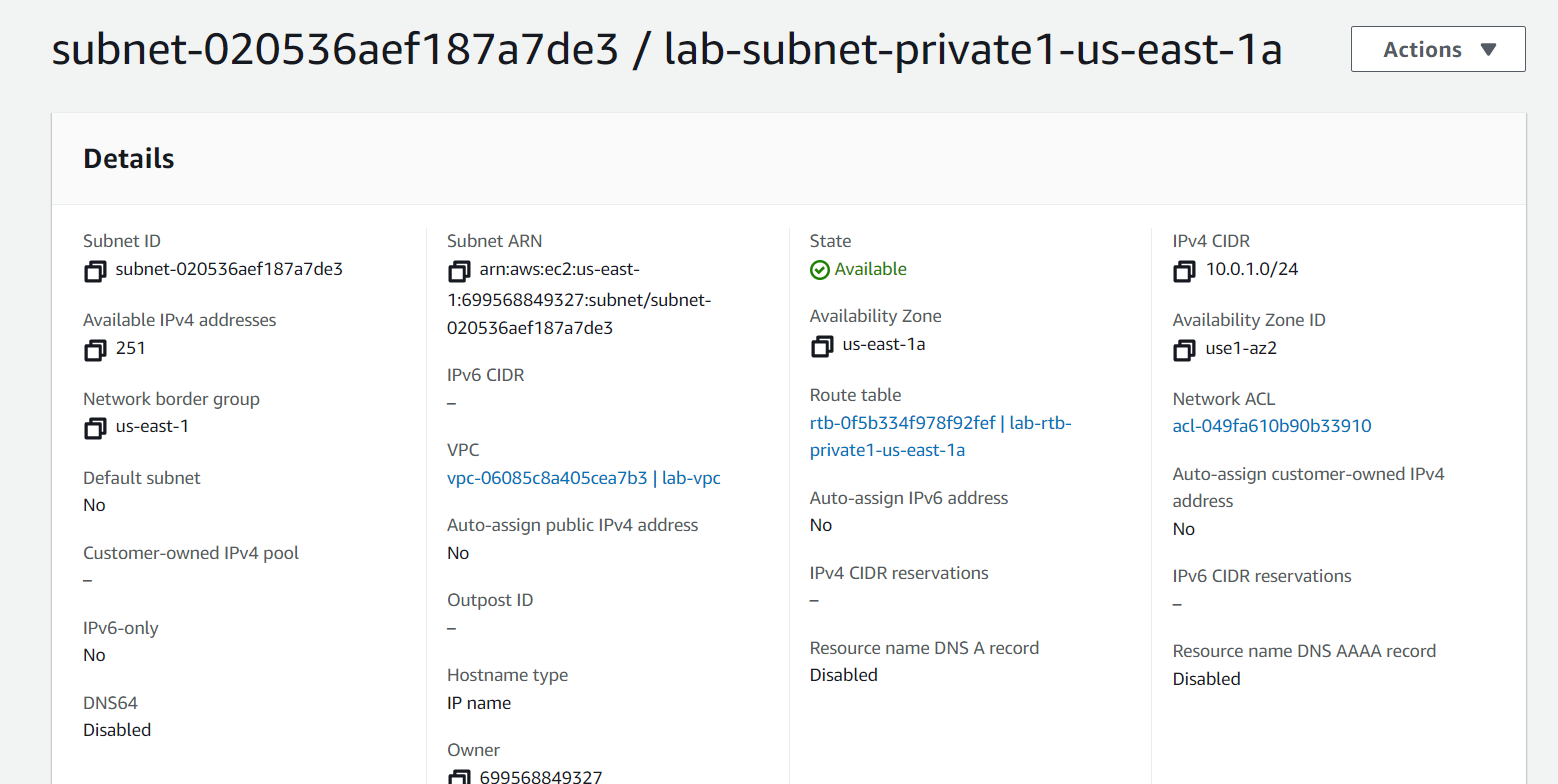 subnet-020536aef187a7de3 / lab-subnet-private1-us-east-1a
Actions
Details
Subnet ID
subnet-020536aef187a7de3
Available IPv4 addresses
251
Network border group
us-east-1
Default subnet
No
Customer-owned IPv4 pool
–
IPv6-only
No
DNS64
Disabled
Subnet ARN
arn:aws:ec2:us-east-
1:699568849327:subnet/subnet-
020536aef187a7de3
IPv6 CIDR
–
VPC
vpc-06085c8a405cea7b3 | lab-vpc
Auto-assign public IPv4 address
No
Outpost ID
–
Hostname type
IP name
Owner
699568849327
State
Available
Availability Zone
us-east-1a
Route table
rtb-0f5b334f978f92fef | lab-rtb-
private1-us-east-1a
Auto-assign IPv6 address
No
IPv4 CIDR reservations
–
Resource name DNS A record
Disabled
IPv4 CIDR
10.0.1.0/24
Availability Zone ID
use1-az2
Network ACL
acl-049fa610b90b33910
Auto-assign customer-owned IPv4
address
No
IPv6 CIDR reservations
–
Resource name DNS AAAA record
Disabled